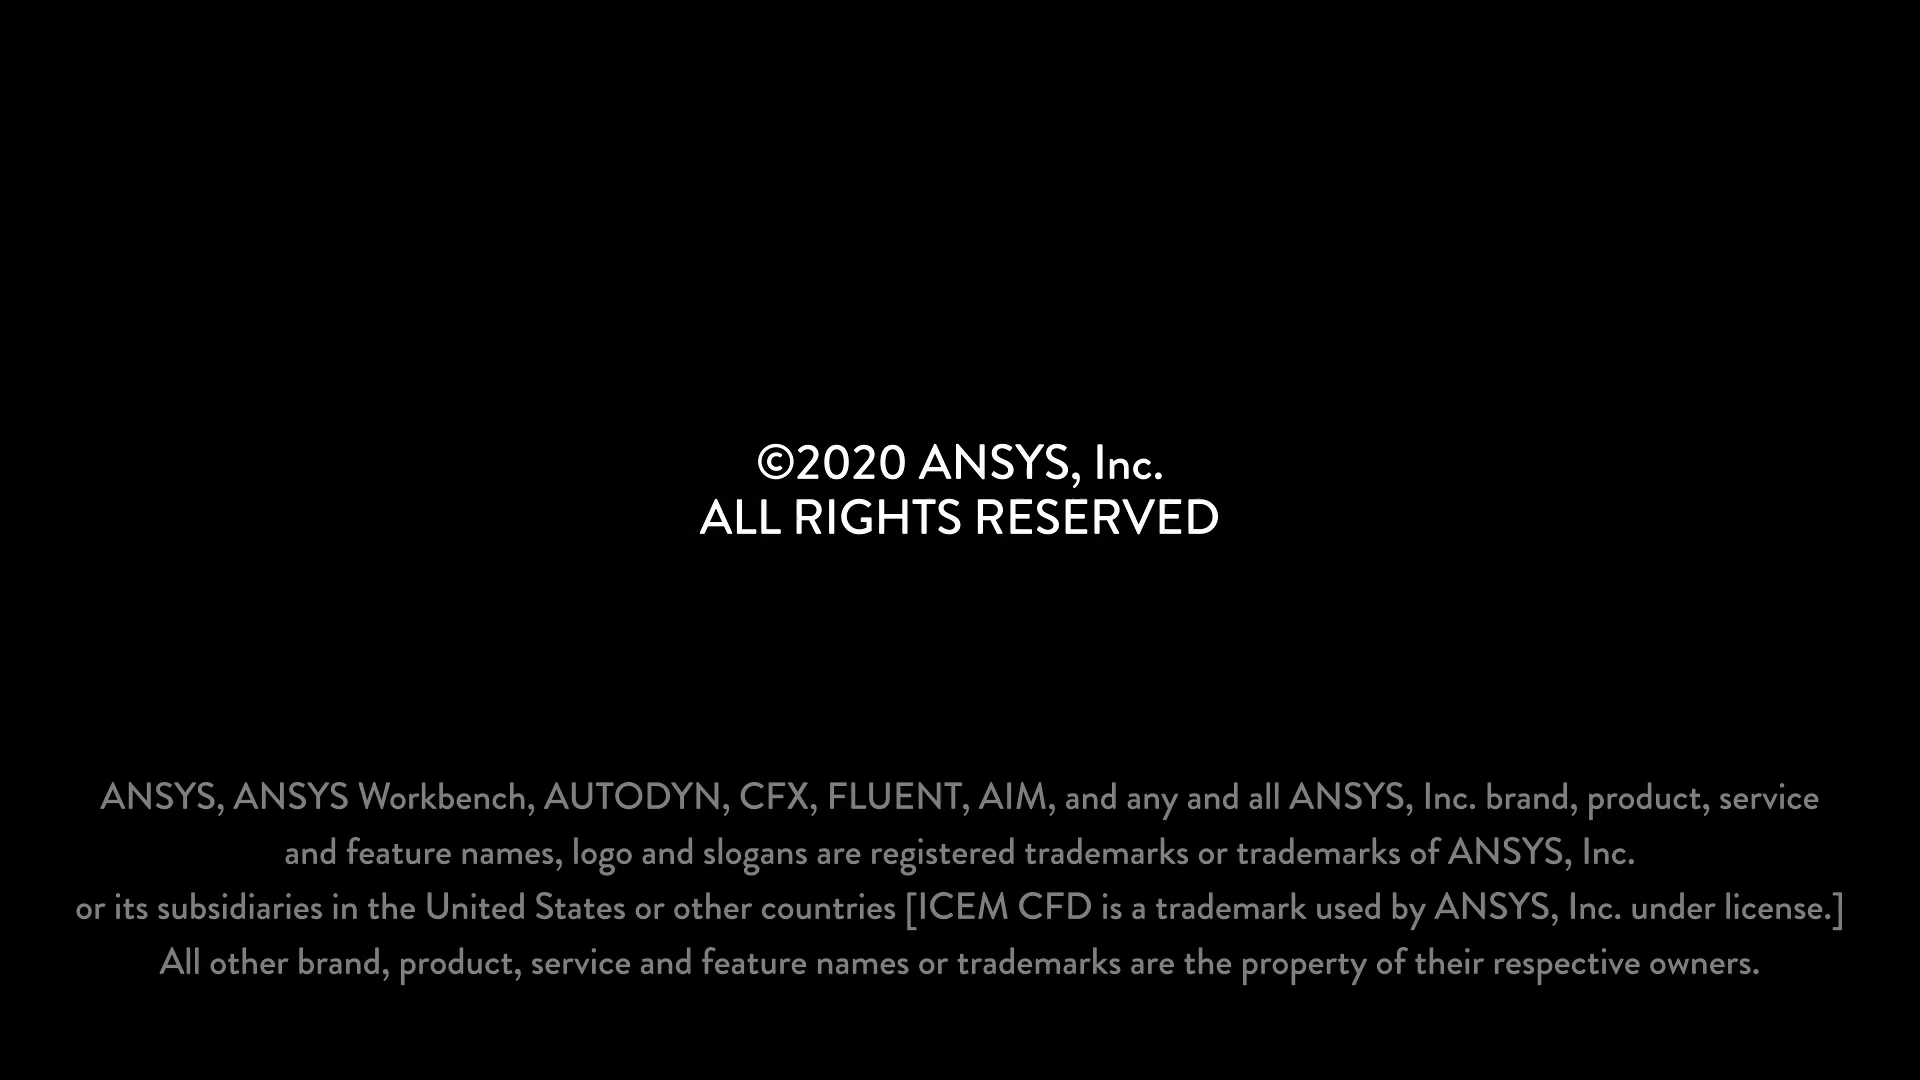 ©2020 ANSYS, Inc.
ALL RIGHTS RESERVED
ANSYS, ANSYS Workbench, AUTODYN, CFX, FLUENT, AIM, and any and all ANSYS, Inc. brand, product, service
and feature names, logo and slogans are registered trademarks or trademarks of ANSYS, Inc.
or its subsidiaries in the United States or other countries [ICEM CFD is a trademark used by ANSYS, Inc. under license.]
All other brand, product, service and feature names or trademarks are the property of their respective owners.